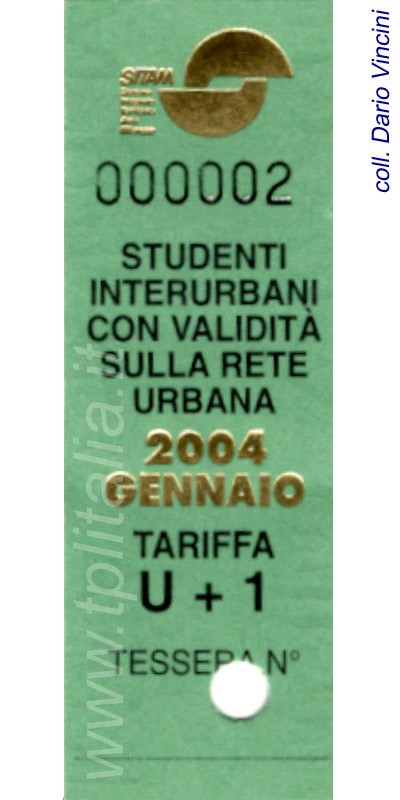 SITAM
000002
STUDENTI
INTERURBANI
CON VALIDITÀ
SULLA RETE
URBANA
2004
GENNAIO
TARIFFA
U + 1
TESSERA N°
www.tplitalia.it
coll. Dario Vincini